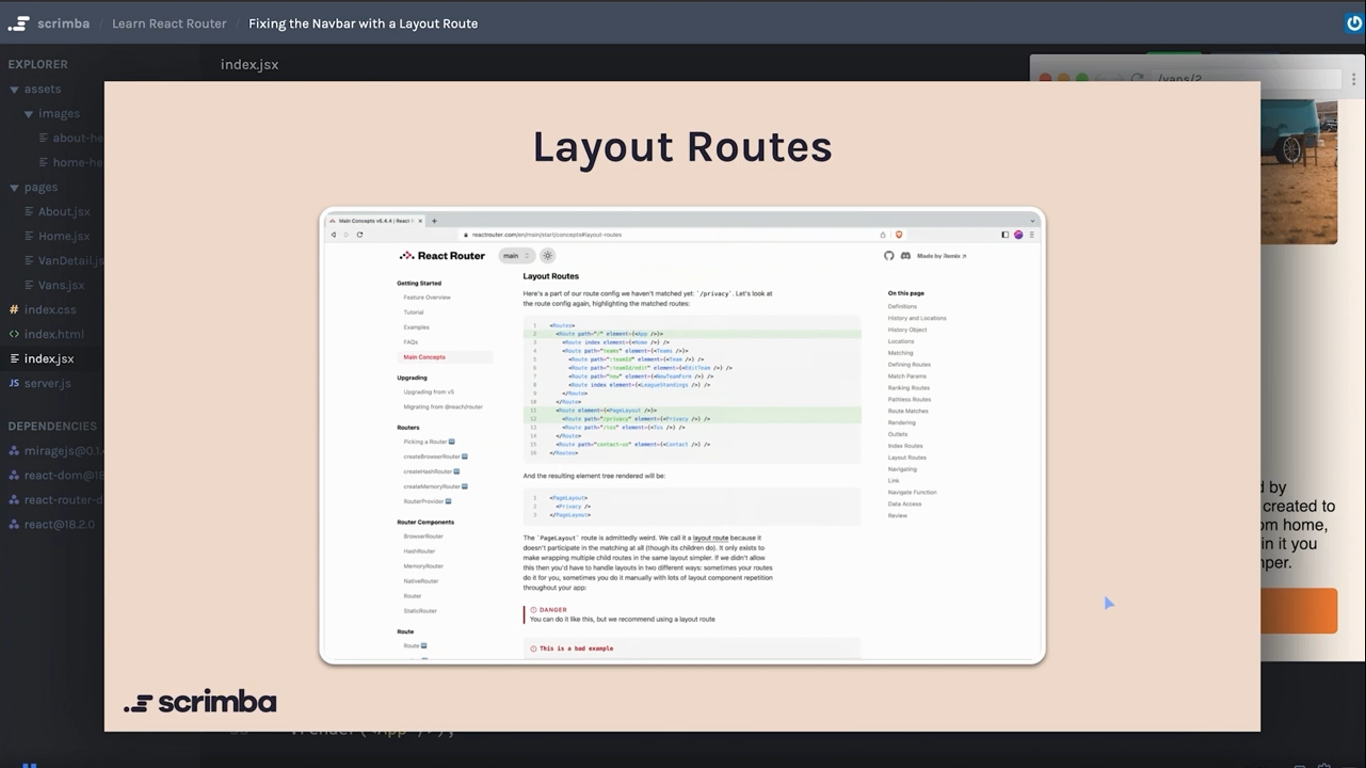 scrimba / Learn React Router / Fixing the Navbar with a Layout Route
EXPLORER
assets
images
about-he
home-he
pages
About.jsx
Home.jsx
VanDetail.js
Vans.jsx
index.css
index.html
index.jsx
JS server.js
DEPENDENCIES
miragejs@0.1.
react-dom@18
react-router-d
react@18.2.0
index.jsx
/vans/2
Layout Routes
Main Concepts v6.4.4 | React
reactrouter.com/en/main/start/concepts#layout-routes
React Router
main
Made by Remix
Getting Started
Feature Overview
Tutorial
Examples
FAQs
Main Concepts
Upgrading
Upgrading from v5
Migrating from @reach/router
Routers
Picking a Router
createBrowserRouter
createHashRouter
createMemoryRouter
RouterProvider
Router Components
BrowserRouter
HashRouter
MemoryRouter
NativeRouter
Router
StaticRouter
Route
Route
Layout Routes
Here's a part of our route config we haven't matched yet: `/privacy`. Let's look at
the route config again, highlighting the matched routes:
1 <Routes>
2 <Route path="/" element={<App />}>
3 <Route index element={<Home />} />
4 <Route path="teams" element={<Teams />}>
5 <Route path=":teamId" element={<Team />} />
6 <Route path=":teamId/edit" element={<EditTeam />} />
7 <Route path="new" element={<NewTeamForm />} />
8 <Route index element={<LeagueStandings />} />
9 </Route>
10 </Route>
11 <Route element={<PageLayout />}>
12 <Route path="/privacy" element={<Privacy />} />
13 <Route path="/tos" element={<Tos />} />
14 </Route>
15 <Route path="contact-us" element={<Contact />} />
16 </Routes>
And the resulting element tree rendered will be:
1 <PageLayout>
2 <Privacy />
3 </PageLayout>
The `PageLayout` route is admittedly weird. We call it a layout route because it
doesn't participate in the matching at all (though its children do). It only exists to
make wrapping multiple child routes in the same layout simpler. If we didn't allow
this then you'd have to handle layouts in two different ways: sometimes your routes
do it for you, sometimes you do it manually with lots of layout component repetition
throughout your app:
DANGER
You can do it like this, but we recommend using a layout route
This is a bad example
On this page
Definitions
History and Locations
History Object
Locations
Matching
Defining Routes
Match Params
Ranking Routes
Pathless Routes
Route Matches
Rendering
Outlets
Index Routes
Layout Routes
Navigating
Link
Navigate Function
Data Access
Review
d by
created to
om home,
in it you
mper.
scrimba
.render(<App />);